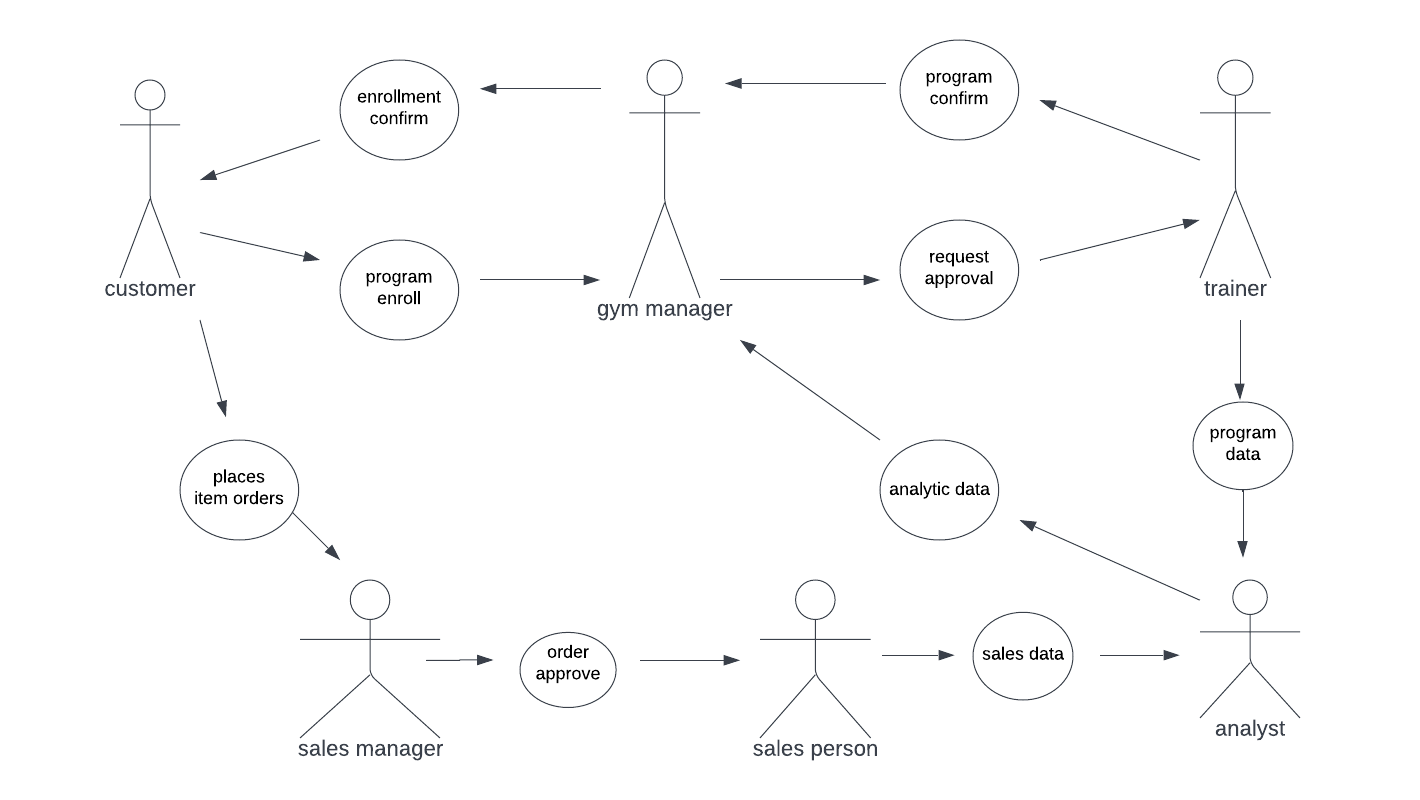 enrollment
confirm
program
confirm
program
enroll
request
approval
customer
gym manager
trainer
program
data
places
item orders
analytic data
order
approve
sales data
sales manager
sales person
analyst